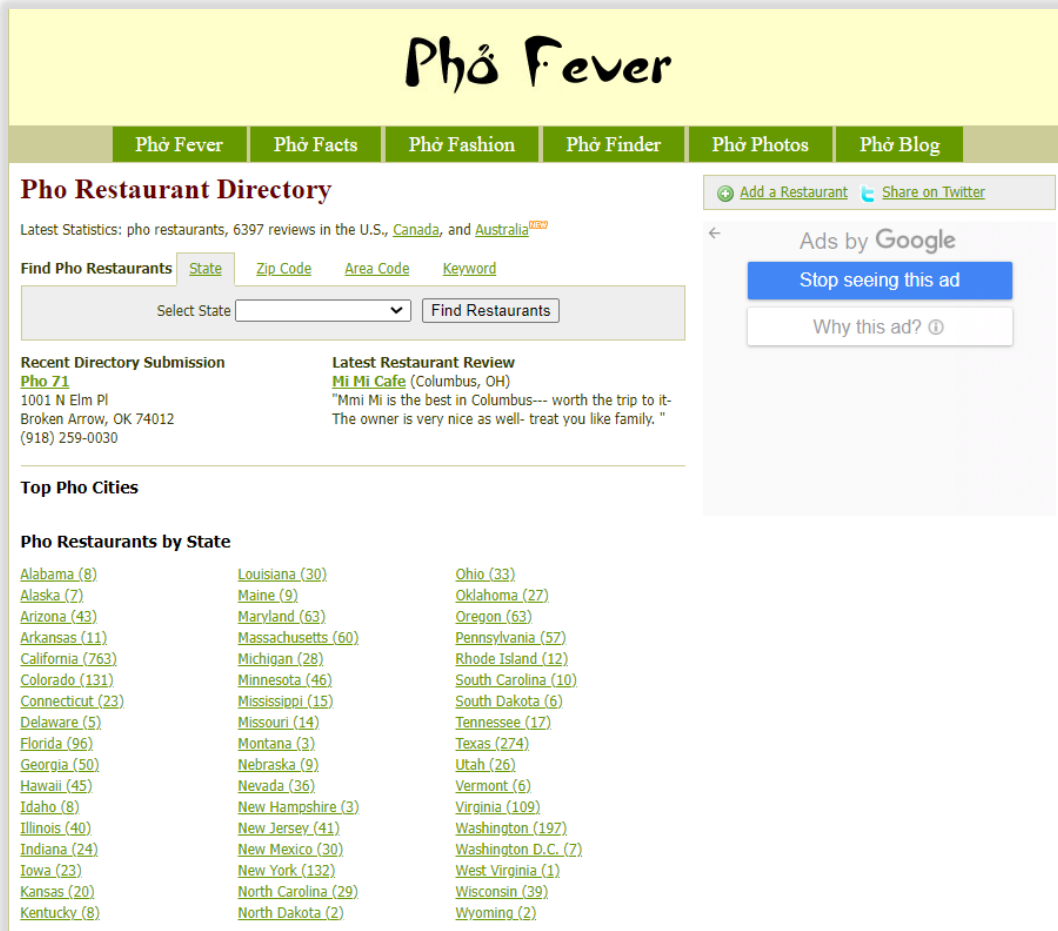 Phở Fever
Phở Fever
Phở Facts
Phở Fashion
Phở Finder
Phở Photos
Phở Blog
Pho Restaurant Directory
Latest Statistics: pho restaurants, 6397 reviews in the U.S., Canada, and Australia NEW
Find Pho Restaurants State Zip Code Area Code Keyword
Select State Find Restaurants
Recent Directory Submission
Pho 71
1001 N Elm Pl
Broken Arrow, OK 74012
(918) 259-0030
Latest Restaurant Review
Mi Mi Cafe (Columbus, OH)
"Mmi Mi is the best in Columbus--- worth the trip to it-
The owner is very nice as well- treat you like family. "
Top Pho Cities
Pho Restaurants by State
Alabama (8)
Alaska (7)
Arizona (43)
Arkansas (11)
California (763)
Colorado (131)
Connecticut (23)
Delaware (5)
Florida (96)
Georgia (50)
Hawaii (45)
Idaho (8)
Illinois (40)
Indiana (24)
Iowa (23)
Kansas (20)
Kentucky (8)
Louisiana (30)
Maine (9)
Maryland (63)
Massachusetts (60)
Michigan (28)
Minnesota (46)
Mississippi (15)
Missouri (14)
Montana (3)
Nebraska (9)
Nevada (36)
New Hampshire (3)
New Jersey (41)
New Mexico (30)
New York (132)
North Carolina (29)
North Dakota (2)
Ohio (33)
Oklahoma (27)
Oregon (63)
Pennsylvania (57)
Rhode Island (12)
South Carolina (10)
South Dakota (6)
Tennessee (17)
Texas (274)
Utah (26)
Vermont (6)
Virginia (109)
Washington (197)
Washington D.C. (7)
West Virginia (1)
Wisconsin (39)
Wyoming (2)
Add a Restaurant Share on Twitter
Ads by Google
Stop seeing this ad
Why this ad?